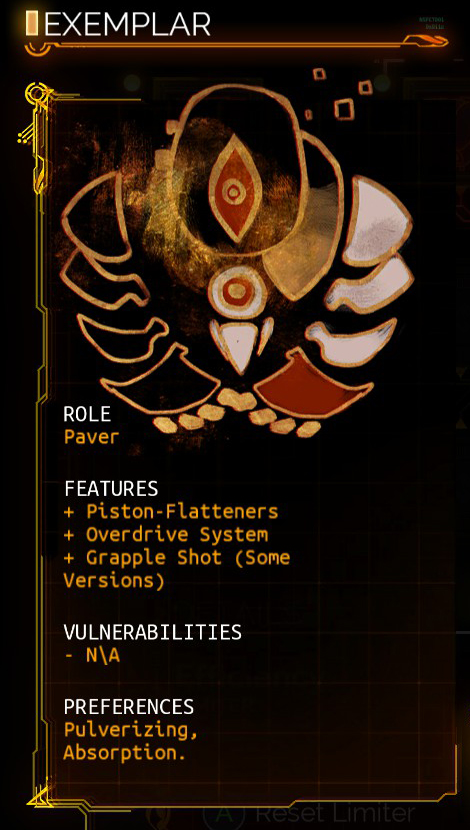 EXEMPLAR
ROLE
Paver
FEATURES
+ Piston-Flatteners
+ Overdrive System
+ Grapple Shot (Some
Versions)
VULNERABILITIES
- N\A
PREFERENCES
Pulverizing,
Absorption.
A Reset Limiter